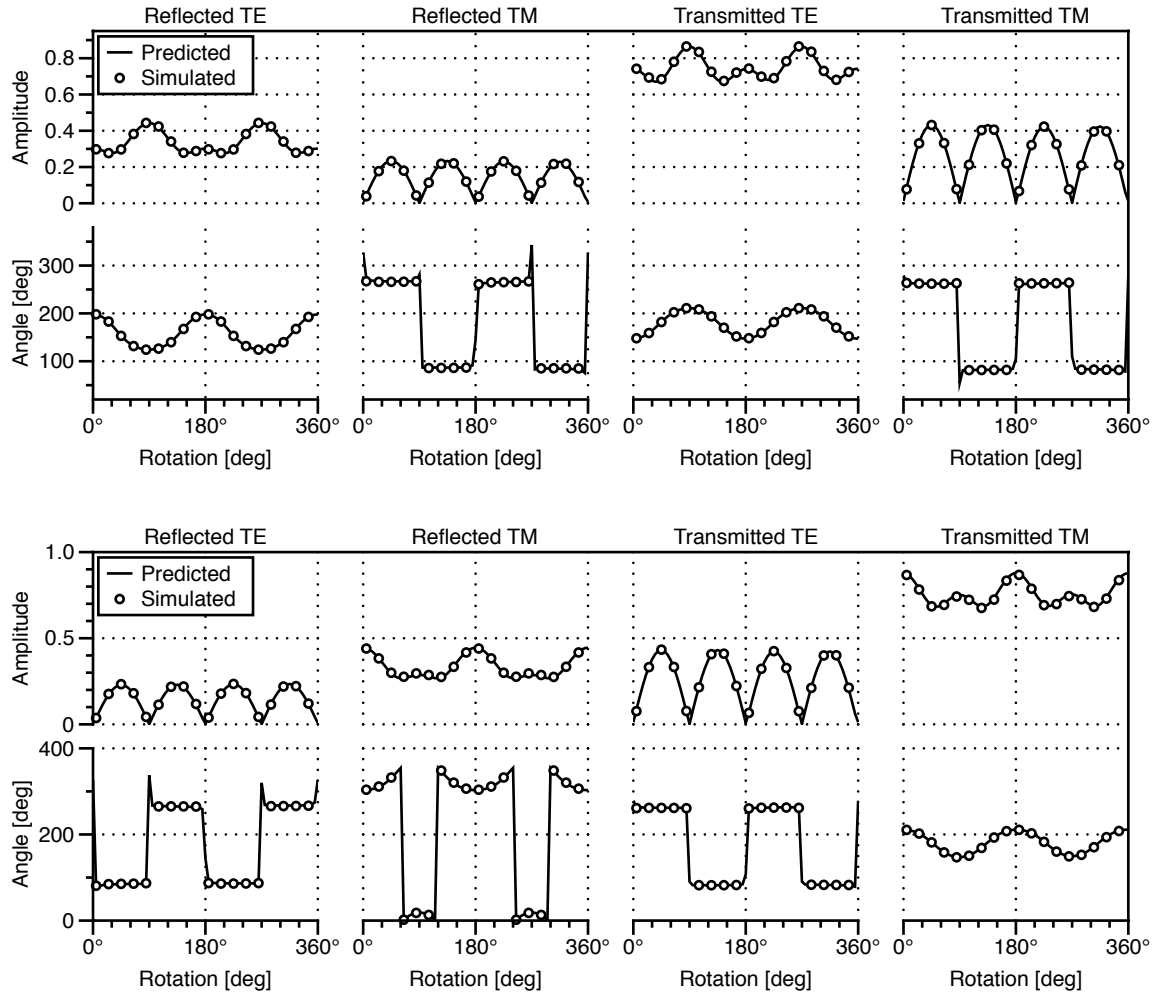 Reflected TE Reflected TM Transmitted TE Transmitted TM
Predicted
Simulated
Amplitude
0.8
0.6
0.4
0.2
0
Angle [deg]
300
200
100
0° 180° 360° 0° 180° 360° 0° 180° 360° 0° 180° 360°
Rotation [deg] Rotation [deg] Rotation [deg] Rotation [deg]
Reflected TE Reflected TM Transmitted TE Transmitted TM
Predicted
Simulated
Amplitude
1.0
0.5
0
Angle [deg]
400
200
0
0° 180° 360° 0° 180° 360° 0° 180° 360° 0° 180° 360°
Rotation [deg] Rotation [deg] Rotation [deg] Rotation [deg]